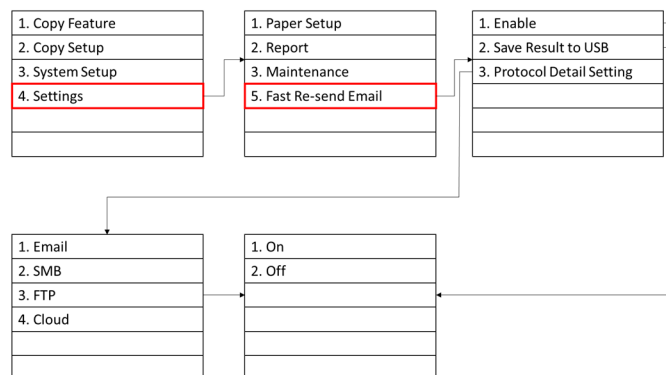 1. Copy Feature
2. Copy Setup
3. System Setup
4. Settings
1. Paper Setup
2. Report
3. Maintenance
5. Fast Re-send Email
1. Enable
2. Save Result to USB
3. Protocol Detail Setting
1. Email
2. SMB
3. FTP
4. Cloud
1. On
2. Off